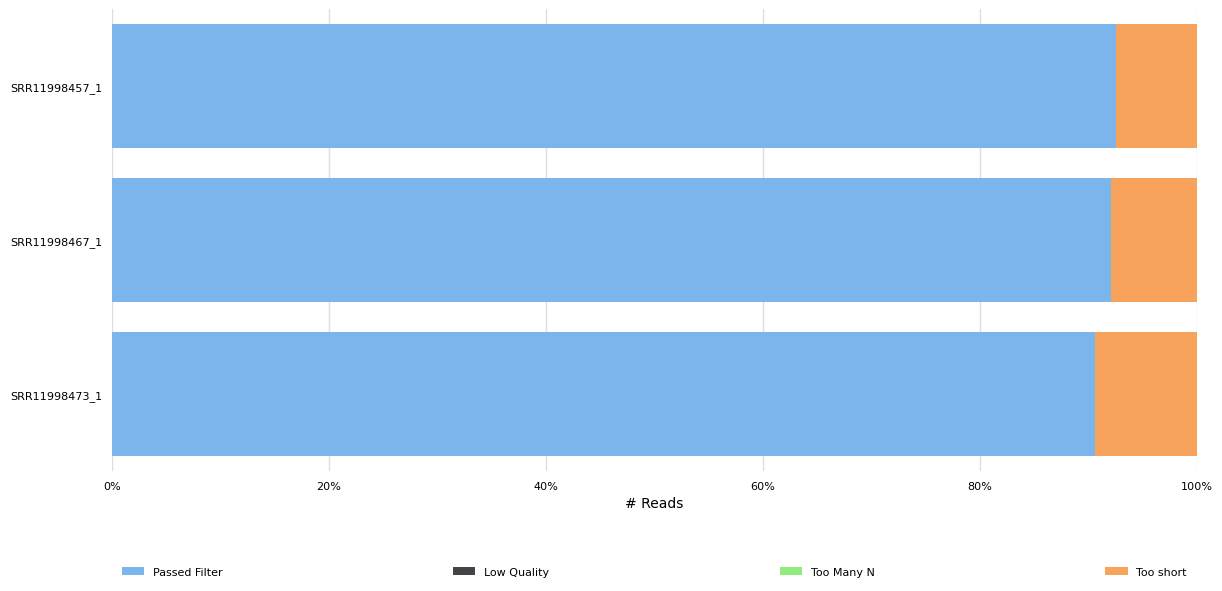 SRR11998457_1
SRR11998467_1
SRR11998473_1
0% 20% 40% 60% 80% 100%
# Reads
Passed Filter Low Quality Too Many N Too short